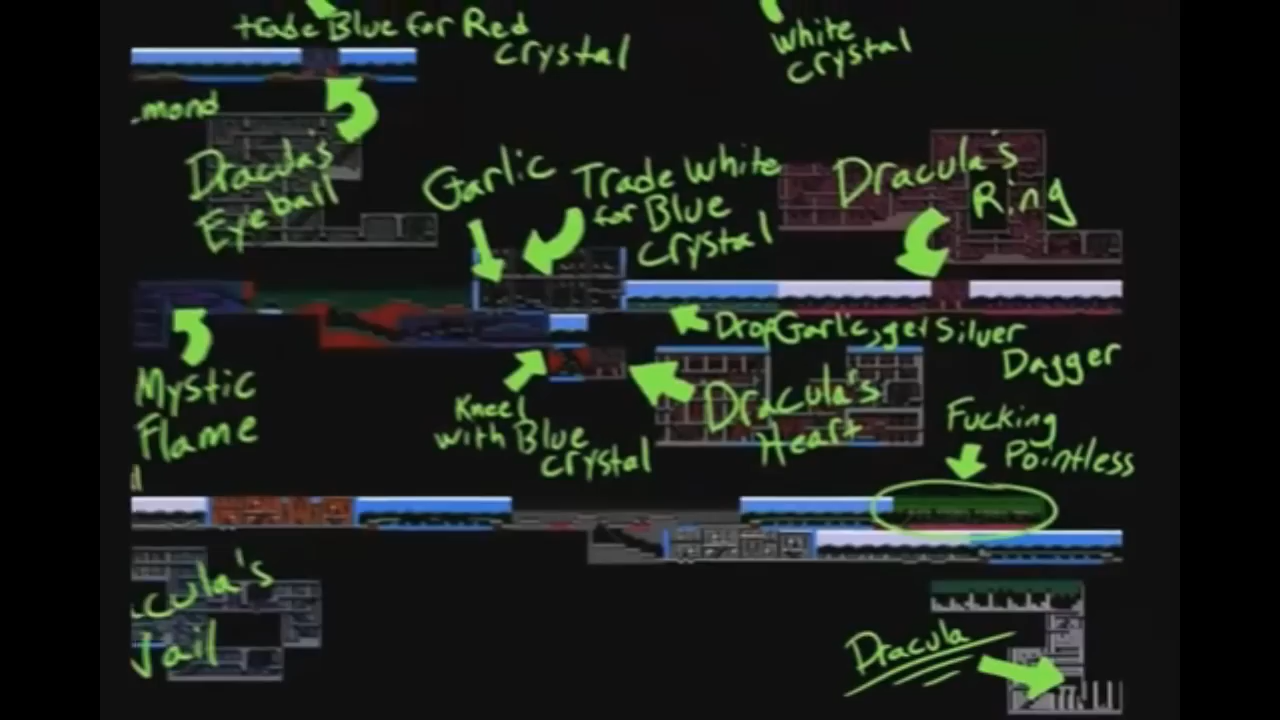 trade Blue for Red
crystal
white
crystal
mond
Dracula's
Eyeball
Garlic
Trade White
for Blue
crystal
Dracula's
Ring
Drop Garlic, get Silver
Dagger
Mystic
Flame
Kneel
with Blue
crystal
Dracula's
Heart
Fucking
Pointless
d
cula's
Nail
Dracula